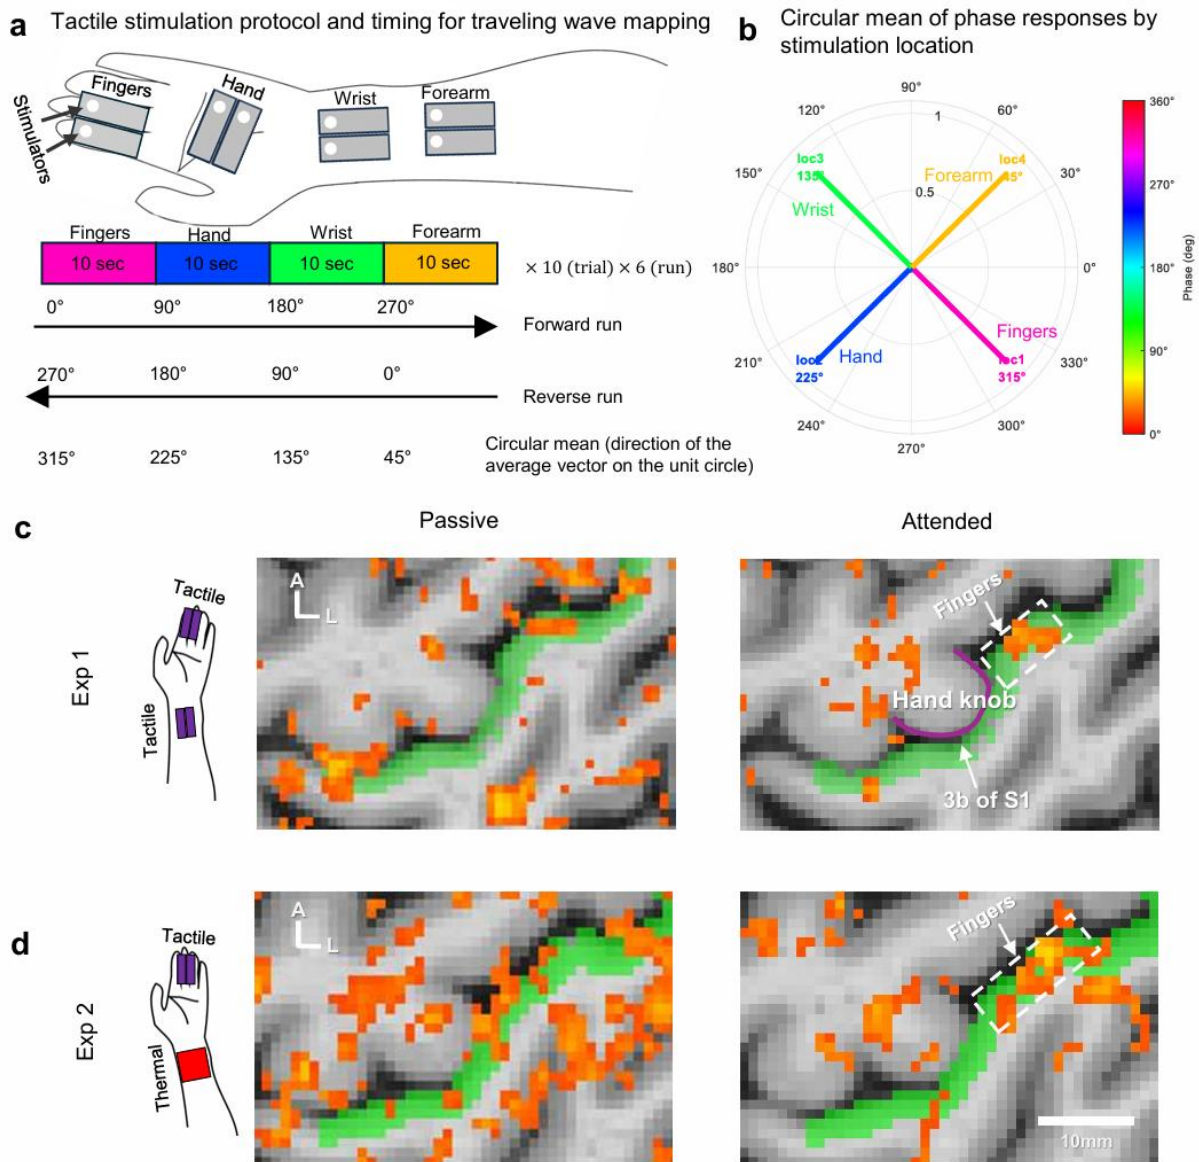 a Tactile stimulation protocol and timing for traveling wave mapping
Fingers
Hand
Wrist
Forearm
Stimulators
Fingers Hand Wrist Forearm
10 sec 10 sec 10 sec 10 sec
× 10 (trial) × 6 (run)
0° 90° 180° 270°
Forward run
270° 180° 90° 0°
Reverse run
315° 225° 135° 45°
Circular mean (direction of the
average vector on the unit circle)
b Circular mean of phase responses by
stimulation location
90°
120° 60°
1
loc3 loc4
150° 135° Forearm 45° 30°
0.5
Wrist
180° 0°
Fingers
210° loc2 Hand loc1 330°
225° 315°
240° 300°
270°
360°
270°
180°
90°
0°
Phase (deg)
c
Passive Attended
Exp 1
Tactile
Tactile
A
L
Fingers
Hand knob
3b of S1
d
Exp 2
Tactile
Thermal
A
L
Fingers
10mm